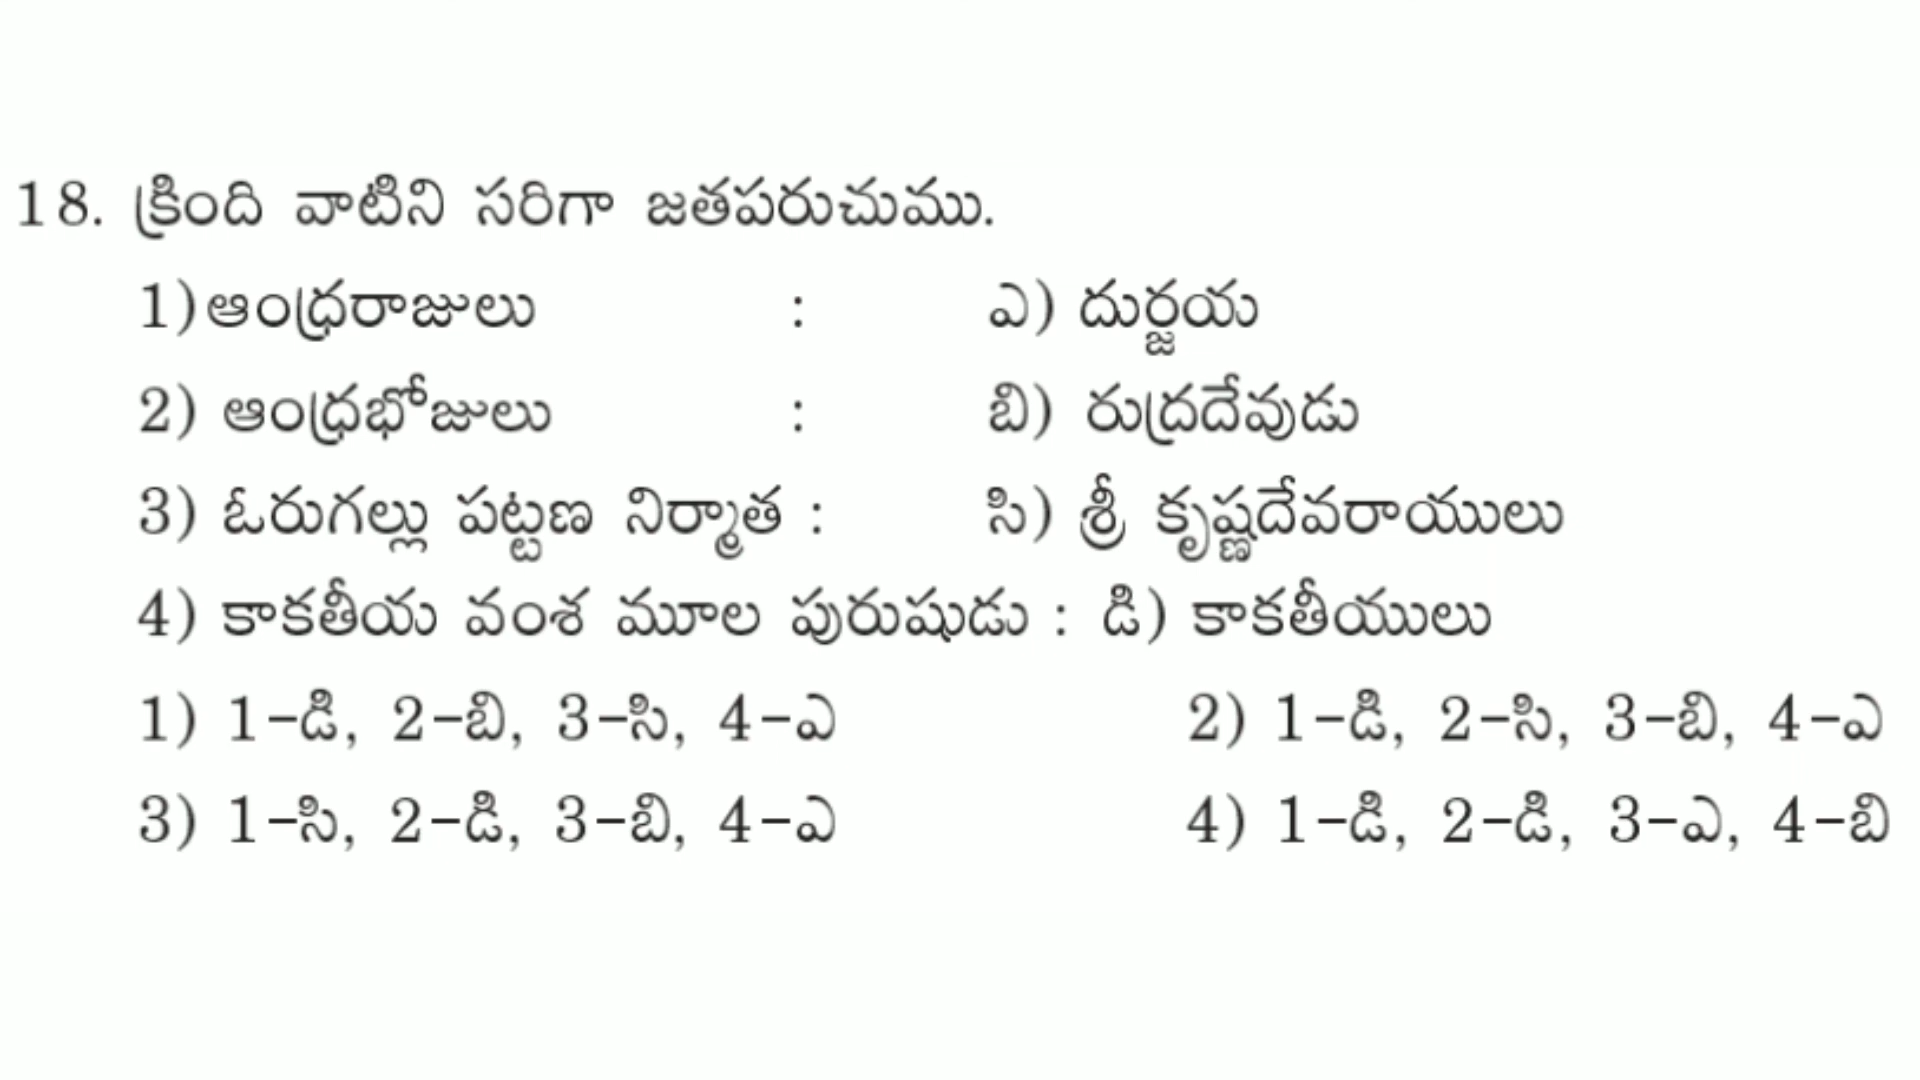 18. క్రింది వాటిని సరిగా జతపరుచుము.
1)ఆంధ్రరాజులు : ఎ) దుర్జయ
2) ఆంధ్రభోజులు : బి) రుద్రదేవుడు
3) ఓరుగల్లు పట్టణ నిర్మాత : సి) శ్రీ కృష్ణదేవరాయులు
4) కాకతీయ వంశ మూల పురుషుడు : డి) కాకతీయులు
1) 1-డి, 2-బి, 3-సి, 4-ఎ 2) 1-డి, 2-సి, 3-బి, 4-ఎ
3) 1-సి, 2-డి, 3-బి, 4-ఎ 4) 1-డి, 2-డి, 3-ఎ, 4-బి